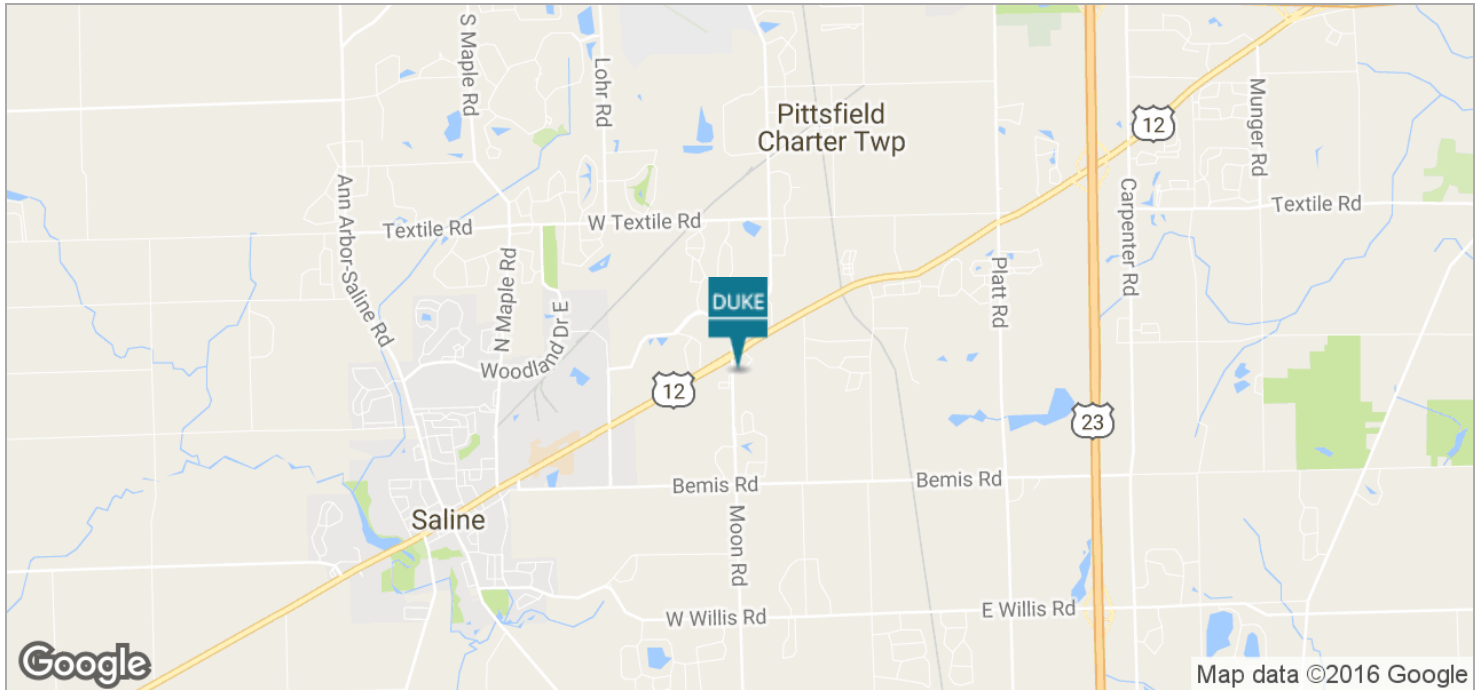 S Maple Rd
Lohr Rd
Pittsfield
Charter Twp
12
Munger Rd
Ann Arbor-Saline Rd
Carpenter Rd
Textile Rd
W Textile Rd
Textile Rd
N Maple Rd
Platt Rd
DUKE
Woodland Dr E
12
23
Bemis Rd
Bemis Rd
Saline
Moon Rd
W Willis Rd
E Willis Rd
Google
Map data ©2016 Google